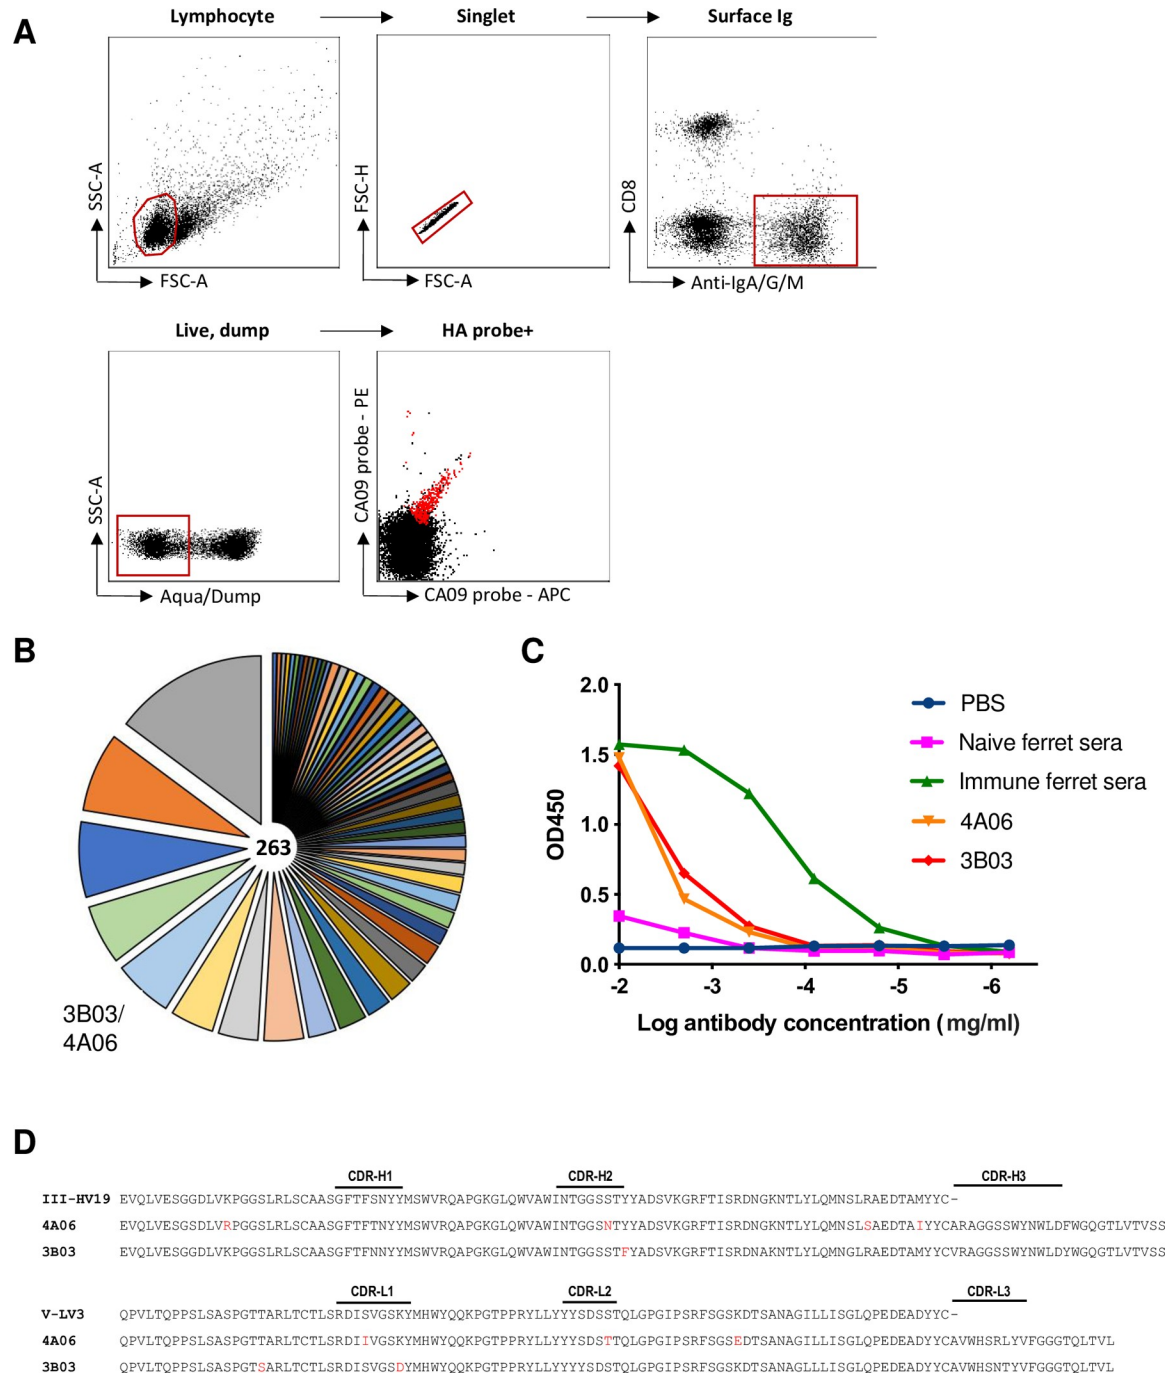 A
Lymphocyte
Singlet
Surface Ig
SSC-A
FSC-A
FSC-H
FSC-A
CD8
Anti-IgA/G/M
Live, dump
HA probe+
SSC-A
Aqua/Dump
CA09 probe - PE
CA09 probe - APC
B
263
3B03/
4A06
C
2.0
1.5
1.0
0.5
0.0
OD450
-2 -3 -4 -5 -6
Log antibody concentration (mg/ml)
PBS
Naive ferret sera
Immune ferret sera
4A06
3B03
D
CDR-H1 CDR-H2 CDR-H3
III-HV19 EVQLVESGGDLVKPGGSLRLSCAASGFTFSNYYMSWVRQAPGKGLQWVAWINTGGSSTYYADSVKGRFTISRDNGKNTLYLQMNSLRAEDTAMYYC-
4A06 EVQLVESGSDLVRPGGSLRLSCAASGFTFTNYYMSWVRQAPGKGLQWVAWINTGGSNTYYADSVKGRFTISRDNGKNTLYLQMNSLSAEDTAIYYCARAGGSSWYNWLDFWGQGTLVTVSS
3B03 EVQLVESGGDLVKPGGSLRLSCAASGFTFNNYYMSWVRQAPGKGLQWVAWINTGGSSTFYADSVKGRFTISRDNAKNTLYLQMNGLRAEDTAMYYCVRAGGSSWYNWLDYWGQGTLVTVSS
CDR-L1 CDR-L2 CDR-L3
V-LV3 QPVLTQPPSLSASPGTTARLTCTLSRDISVGSKYMHWYQQKPGTPPRYLLYYYSDSSTQLGPGIPSRFSGSKDTSANAGILLISGLQPEDEADYYC-
4A06 QPVLTQPPSLSASPGTTARLTCTLSRDIIVGSKYMHWYQQKPGTPPRYLLYYYSDSTTQLGPGIPSRFSGSEDTSANAGILLISGLQPEDEADYYCAVWHSRLYVFGGGTQLTVL
3B03 QPVLTQPPSLSASPGTSARLTCTLSRDISVGSDYMHWYQQKPGTPPRYLLYYYSDSSTQLGPGIPSRFSGSKDTSANAGLLLISGLQPEDEADYYCAVWHSNTYVFGGGTQLTVL